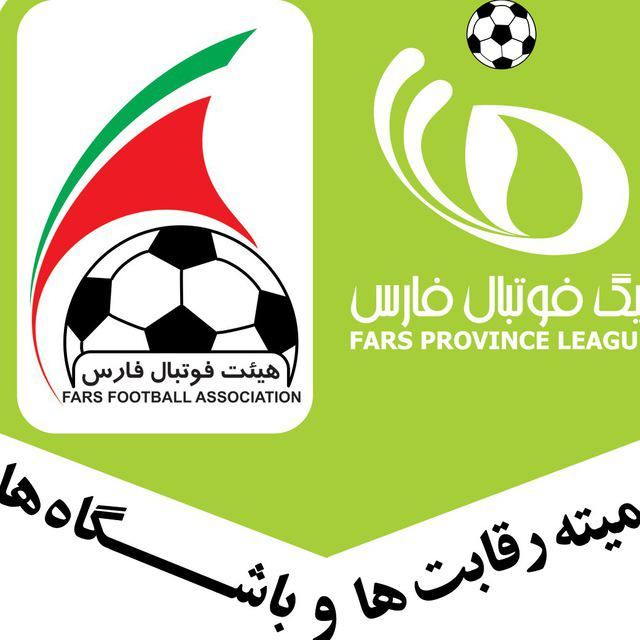 هیئت فوتبال فارس
FARS FOOTBALL ASSOCIATION
یگ فوتبال فارس
FARS PROVINCE LEAGU
میته رقابت ها و باشگاه ها